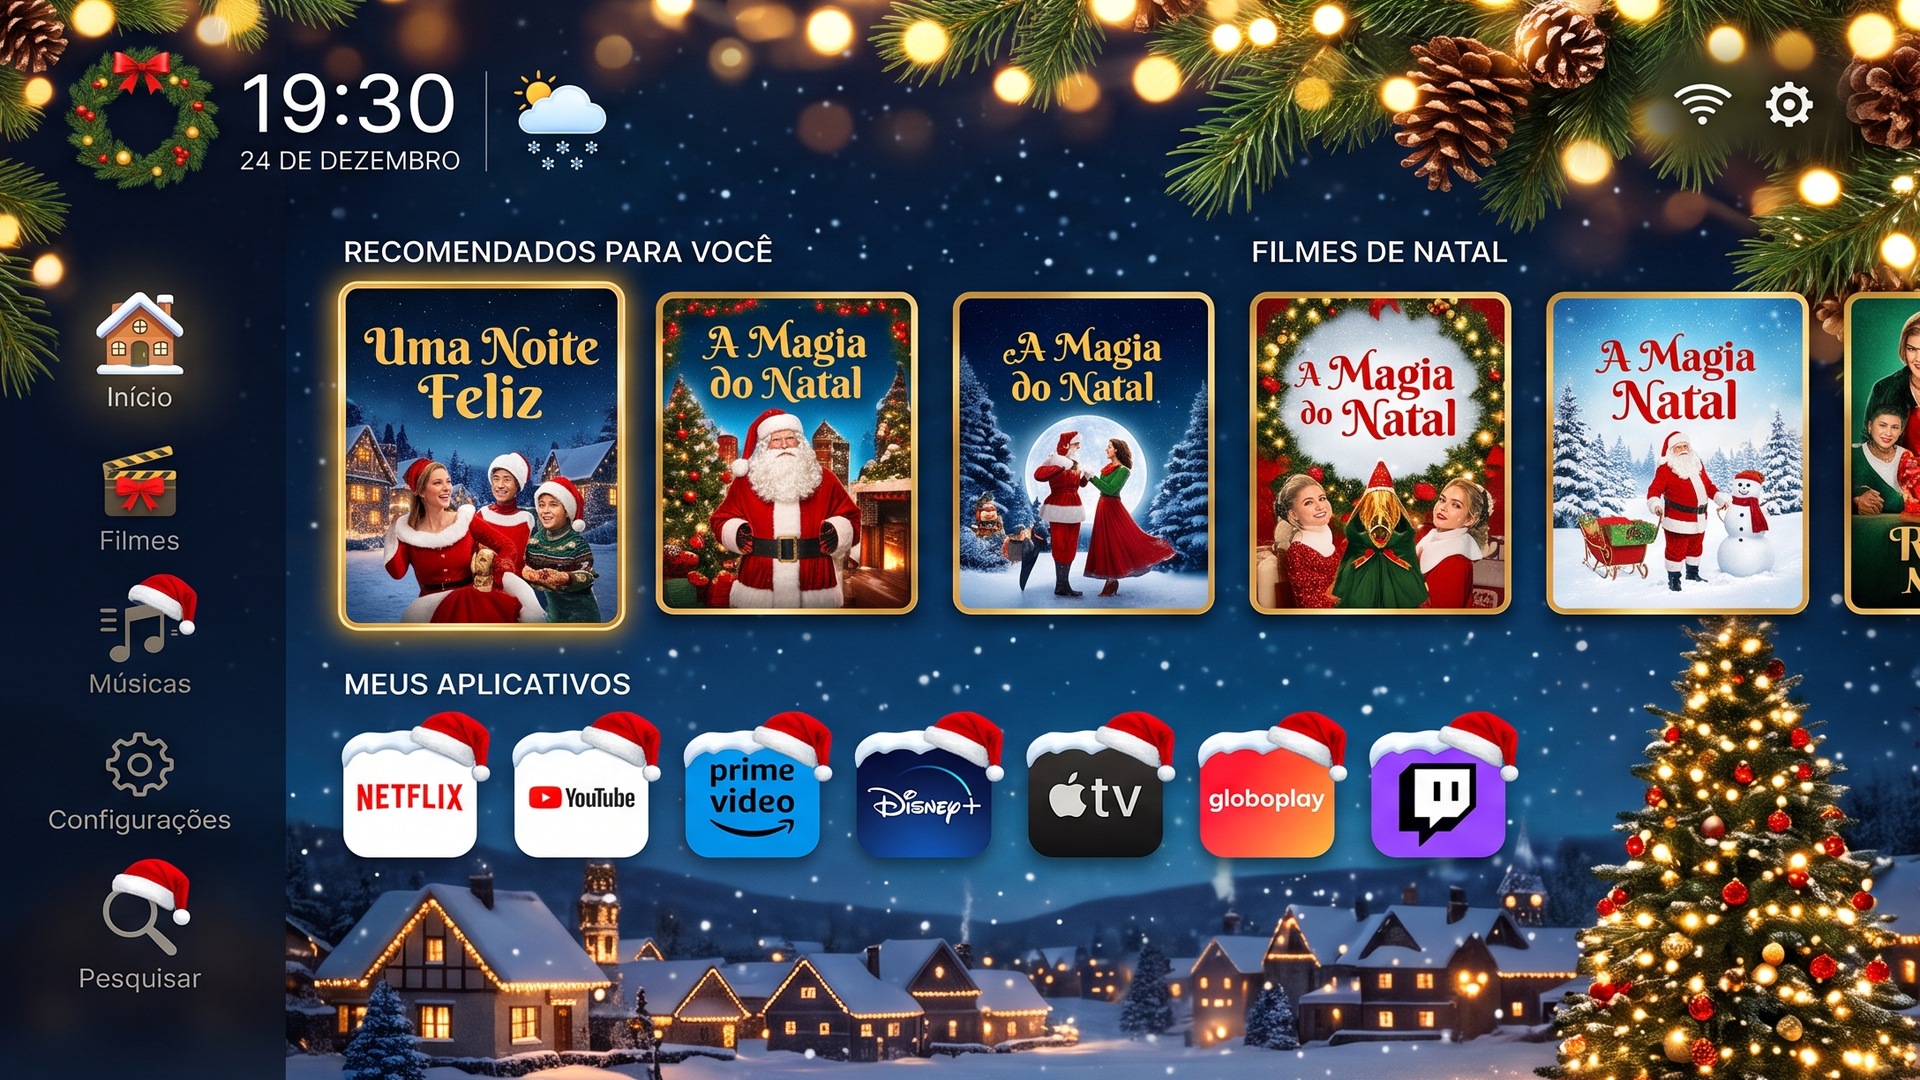 19:30
24 DE DEZEMBRO
Início
Filmes
Músicas
Configurações
Pesquisar
RECOMENDADOS PARA VOCÊ
FILMES DE NATAL
Uma Noite
Feliz
A Magia
do Natal
A Magia
do Natal
A Magia
do Natal
A Magia
Natal
MEUS APLICATIVOS
NETFLIX
YouTube
prime
video
Disney+
tv
globoplay